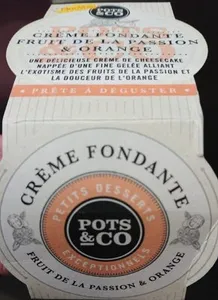 POTS
&CO
CRÈME FONDANTE
FRUIT DE LA PASSION
& ORANGE
UNE DÉLICIEUSE CRÈME DE CHEESECAKE
NAPPÉE D'UNE FINE GELÉE ALLIANT
L'EXOTISME DES FRUITS DE LA PASSION ET
LA DOUCEUR DE L'ORANGE
• PRÊTE À DÉGUSTER •
CRÈME FONDANTE
PETITS DESSERTS
POTS
&CO
EXCEPTIONNELS
FRUIT DE LA PASSION & ORANGE